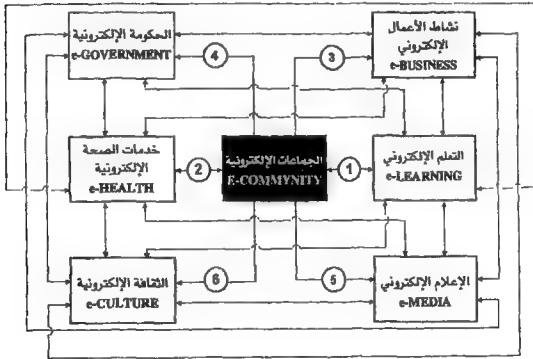 الحكومة الإلكترونية
e-GOVERNMENT
نشاط الأعمال
الإلكتروني
e-BUSINESS
4
3
خدمات الصحة
الإلكترونية
e-HEALTH
2
الجماعات الإلكترونية
E-COMMYNITY
1
التعلم الإلكتروني
e-LEARNING
الثقافة الإلكترونية
e-CULTURE
6
5
الإعلام الإلكتروني
e-MEDIA